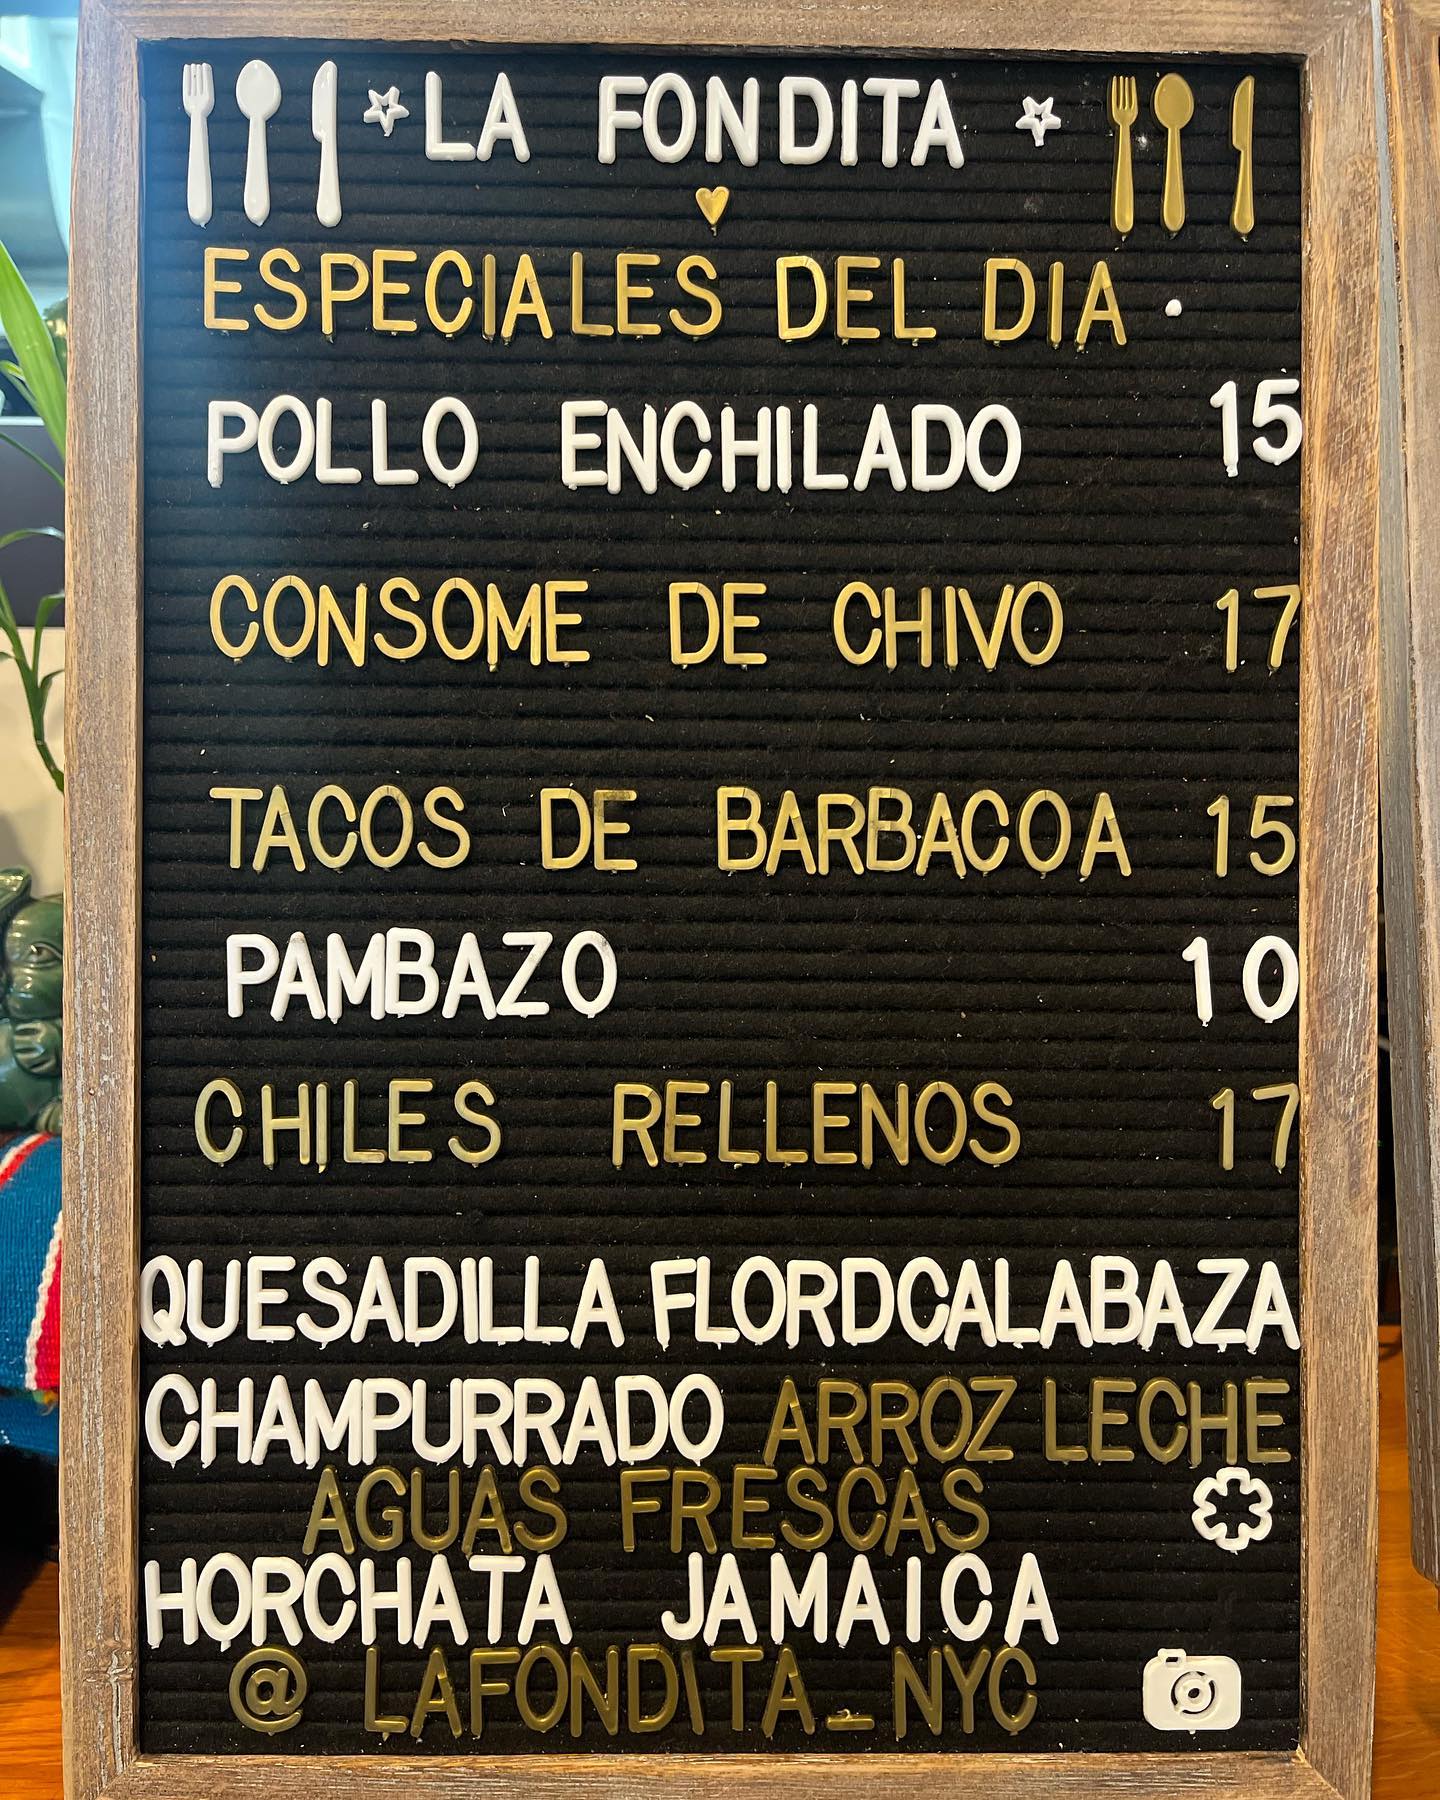 LA FONDITA
ESPECIALES DEL DIA .
POLLO ENCHILADO 15
CONSOME DE CHIVO 17
TACOS DE BARBACOA 15
PAMBAZO 10
CHILES RELLENOS 17
QUESADILLA FLORDCALABAZA
CHAMPURRADO ARROZ LECHE
AGUAS FRESCAS
HORCHATA JAMAICA
@ LAFONDITA_NYC